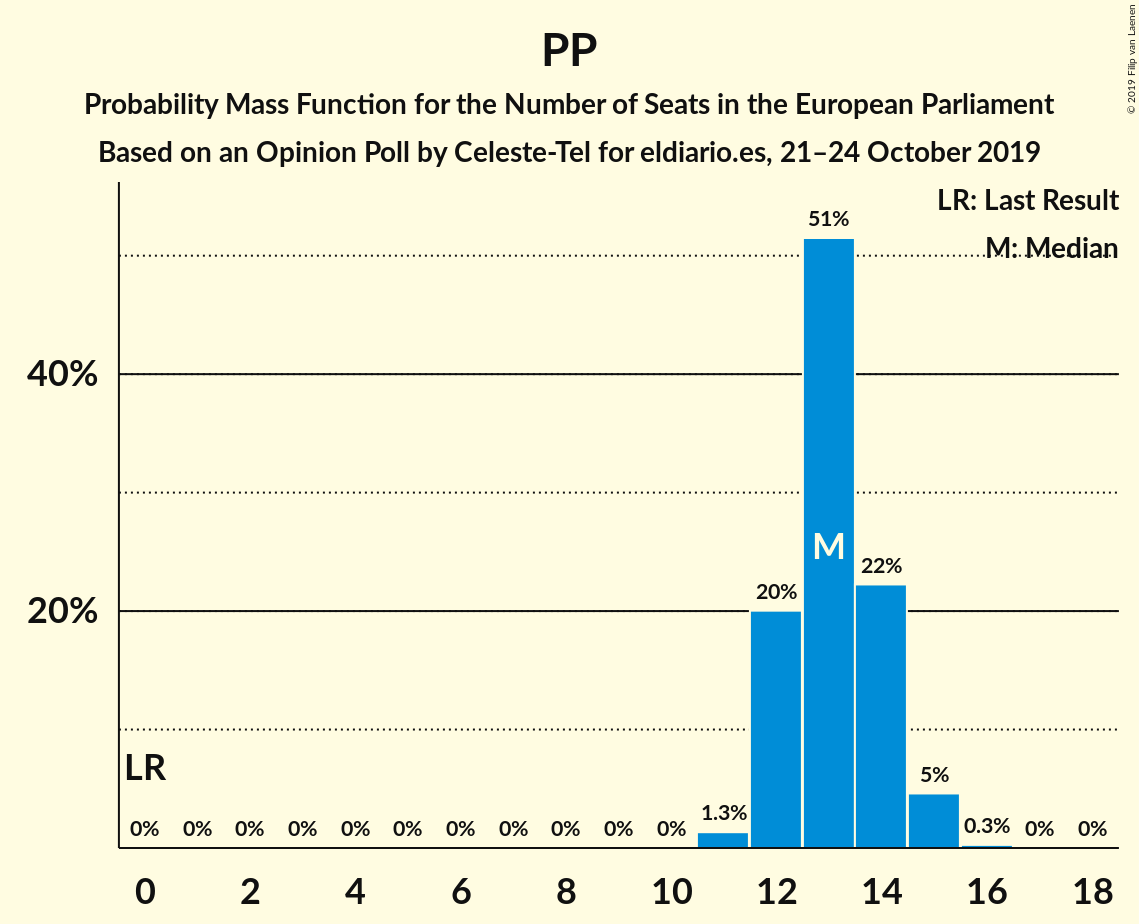 © 2019 Filip van Laenen
PP
Probability Mass Function for the Number of Seats in the European Parliament
Based on an Opinion Poll by Celeste-Tel for eldiario.es, 21–24 October 2019
LR: Last Result
M: Median
51%
40%
M
22%
20%
20%
LR
5%
1.3%
0.3%
0% 0% 0% 0% 0% 0% 0% 0% 0% 0% 0% 0% 0%
0 2 4 6 8 10 12 14 16 18